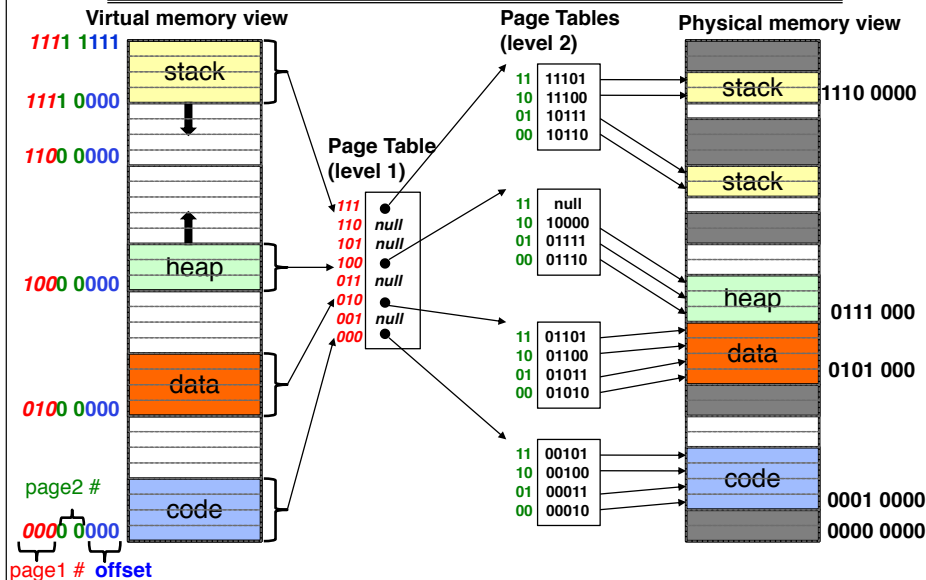 Virtual memory view
1111 1111
stack
1111 0000
1100 0000
heap
1000 0000
data
0100 0000
page2 #
code
0000 0000
page1 # offset
Page Table
(level 1)
111
110 null
101 null
100
011 null
010
001 null
000
Page Tables
(level 2)
11 11101
10 11100
01 10111
00 10110
11 null
10 10000
01 01111
00 01110
11 01101
10 01100
01 01011
00 01010
11 00101
10 00100
01 00011
00 00010
Physical memory view
stack
1110 0000
stack
heap
0111 000
data
0101 000
code
0001 0000
0000 0000